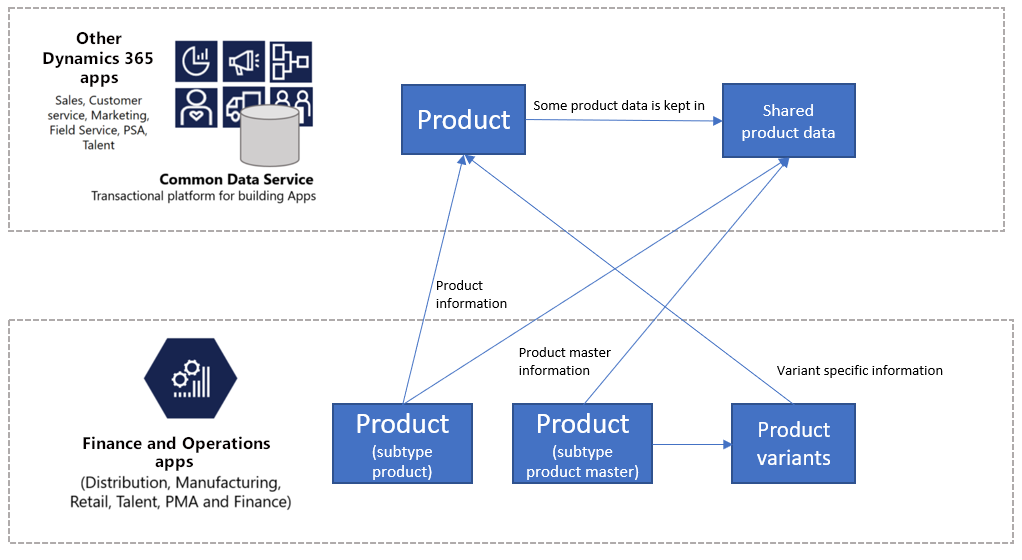 Other
Dynamics 365
apps
Sales, Customer
service, Marketing,
Field Service, PSA,
Talent
Common Data Service
Transactional platform for building Apps
Product
Some product data is kept in
Shared
product data
Product
information
Product master
information
Variant specific information
Finance and Operations
apps
(Distribution, Manufacturing,
Retail, Talent, PMA and Finance)
Product
(subtype
product)
Product
(subtype
product master)
Product
variants